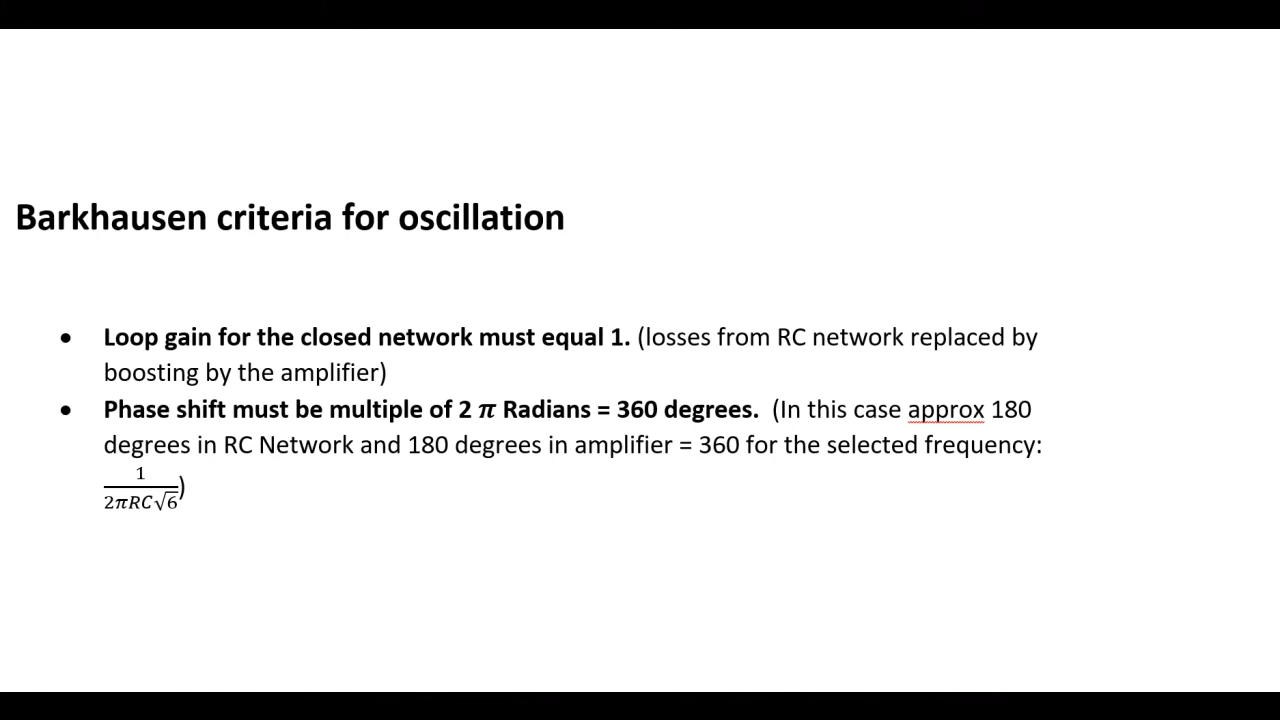 Barkhausen criteria for oscillation
• Loop gain for the closed network must equal 1. (losses from RC network replaced by
boosting by the amplifier)
• Phase shift must be multiple of 2 π Radians = 360 degrees. (In this case approx 180
degrees in RC Network and 180 degrees in amplifier = 360 for the selected frequency:
1
2πRC√6)